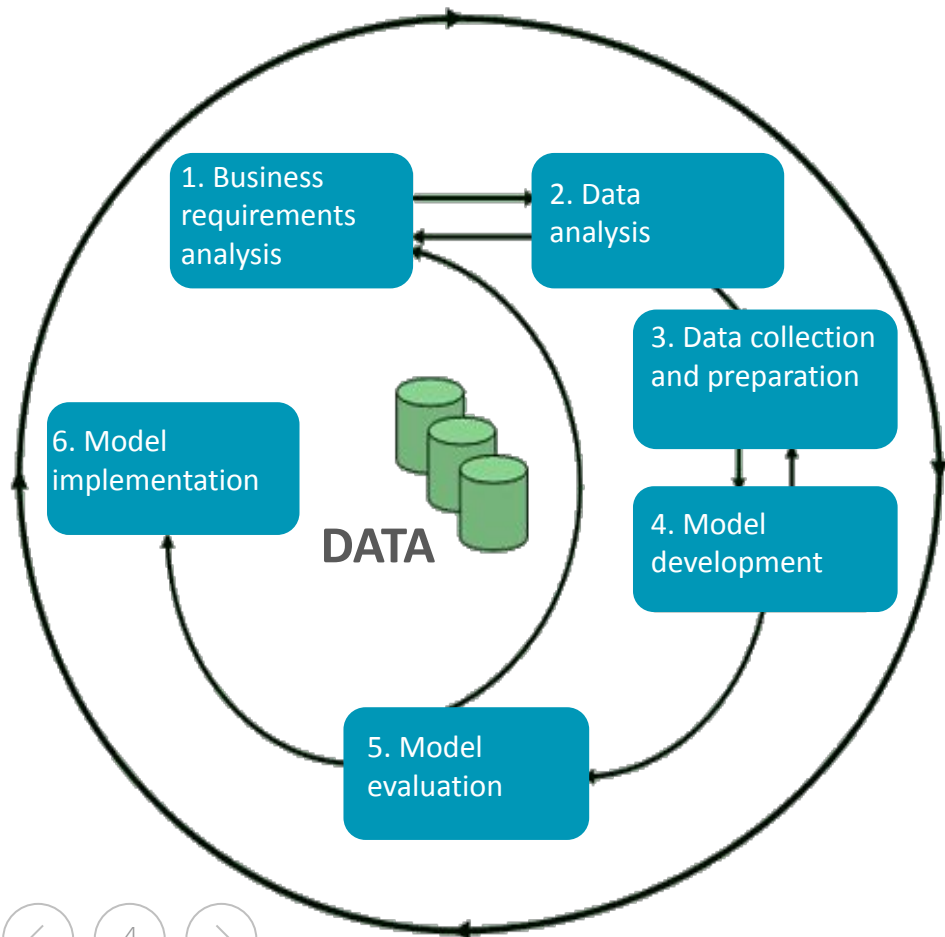 1. Business
requirements
analysis
2. Data
analysis
3. Data collection
and preparation
6. Model
implementation
DATA
4. Model
development
5. Model
evaluation
4